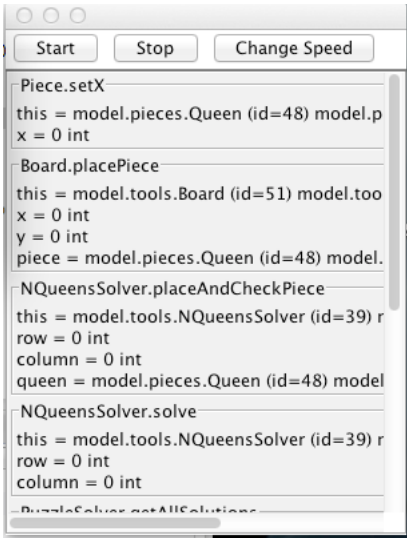 Start Stop Change Speed
Piece.setX
this = model.pieces.Queen (id=48) model.p
x = 0 int
Board.placePiece
this = model.tools.Board (id=51) model.too
x = 0 int
y = 0 int
piece = model.pieces.Queen (id=48) model.
NQueensSolver.placeAndCheckPiece
this = model.tools.NQueensSolver (id=39) r
row = 0 int
column = 0 int
queen = model.pieces.Queen (id=48) model
NQueensSolver.solve
this = model.tools.NQueensSolver (id=39) r
row = 0 int
column = 0 int
PuzzleSolver.getAllSolutions